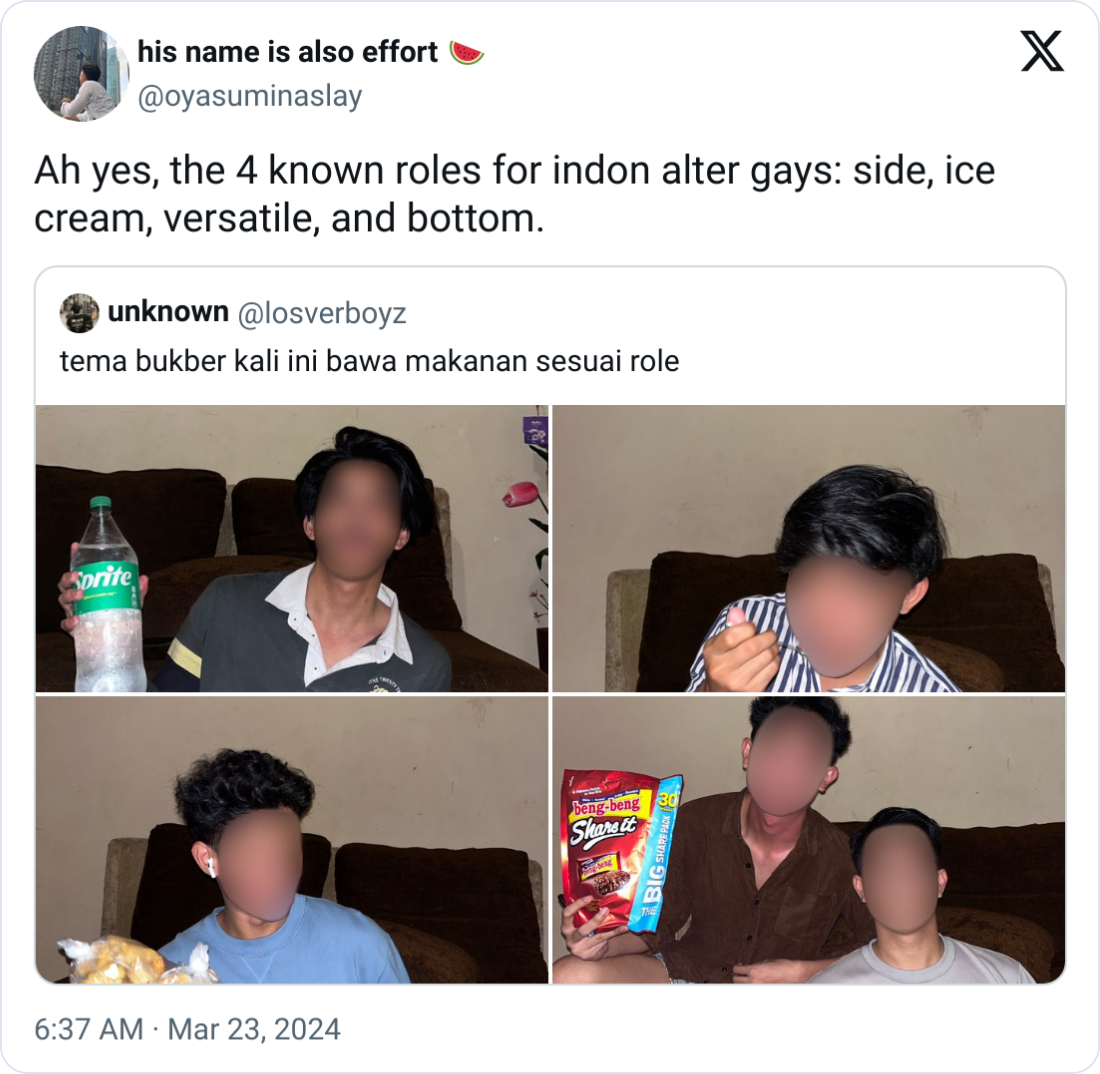 his name is also effort 🍉
@oyasuminaslay
Ah yes, the 4 known roles for indon alter gays: side, ice
cream, versatile, and bottom.
unknown @losverboyz
tema bukber kali ini bawa makanan sesuai role
Sprite
beng-beng
Share it
30
THE BIG SHARE PACK
6:37 AM · Mar 23, 2024